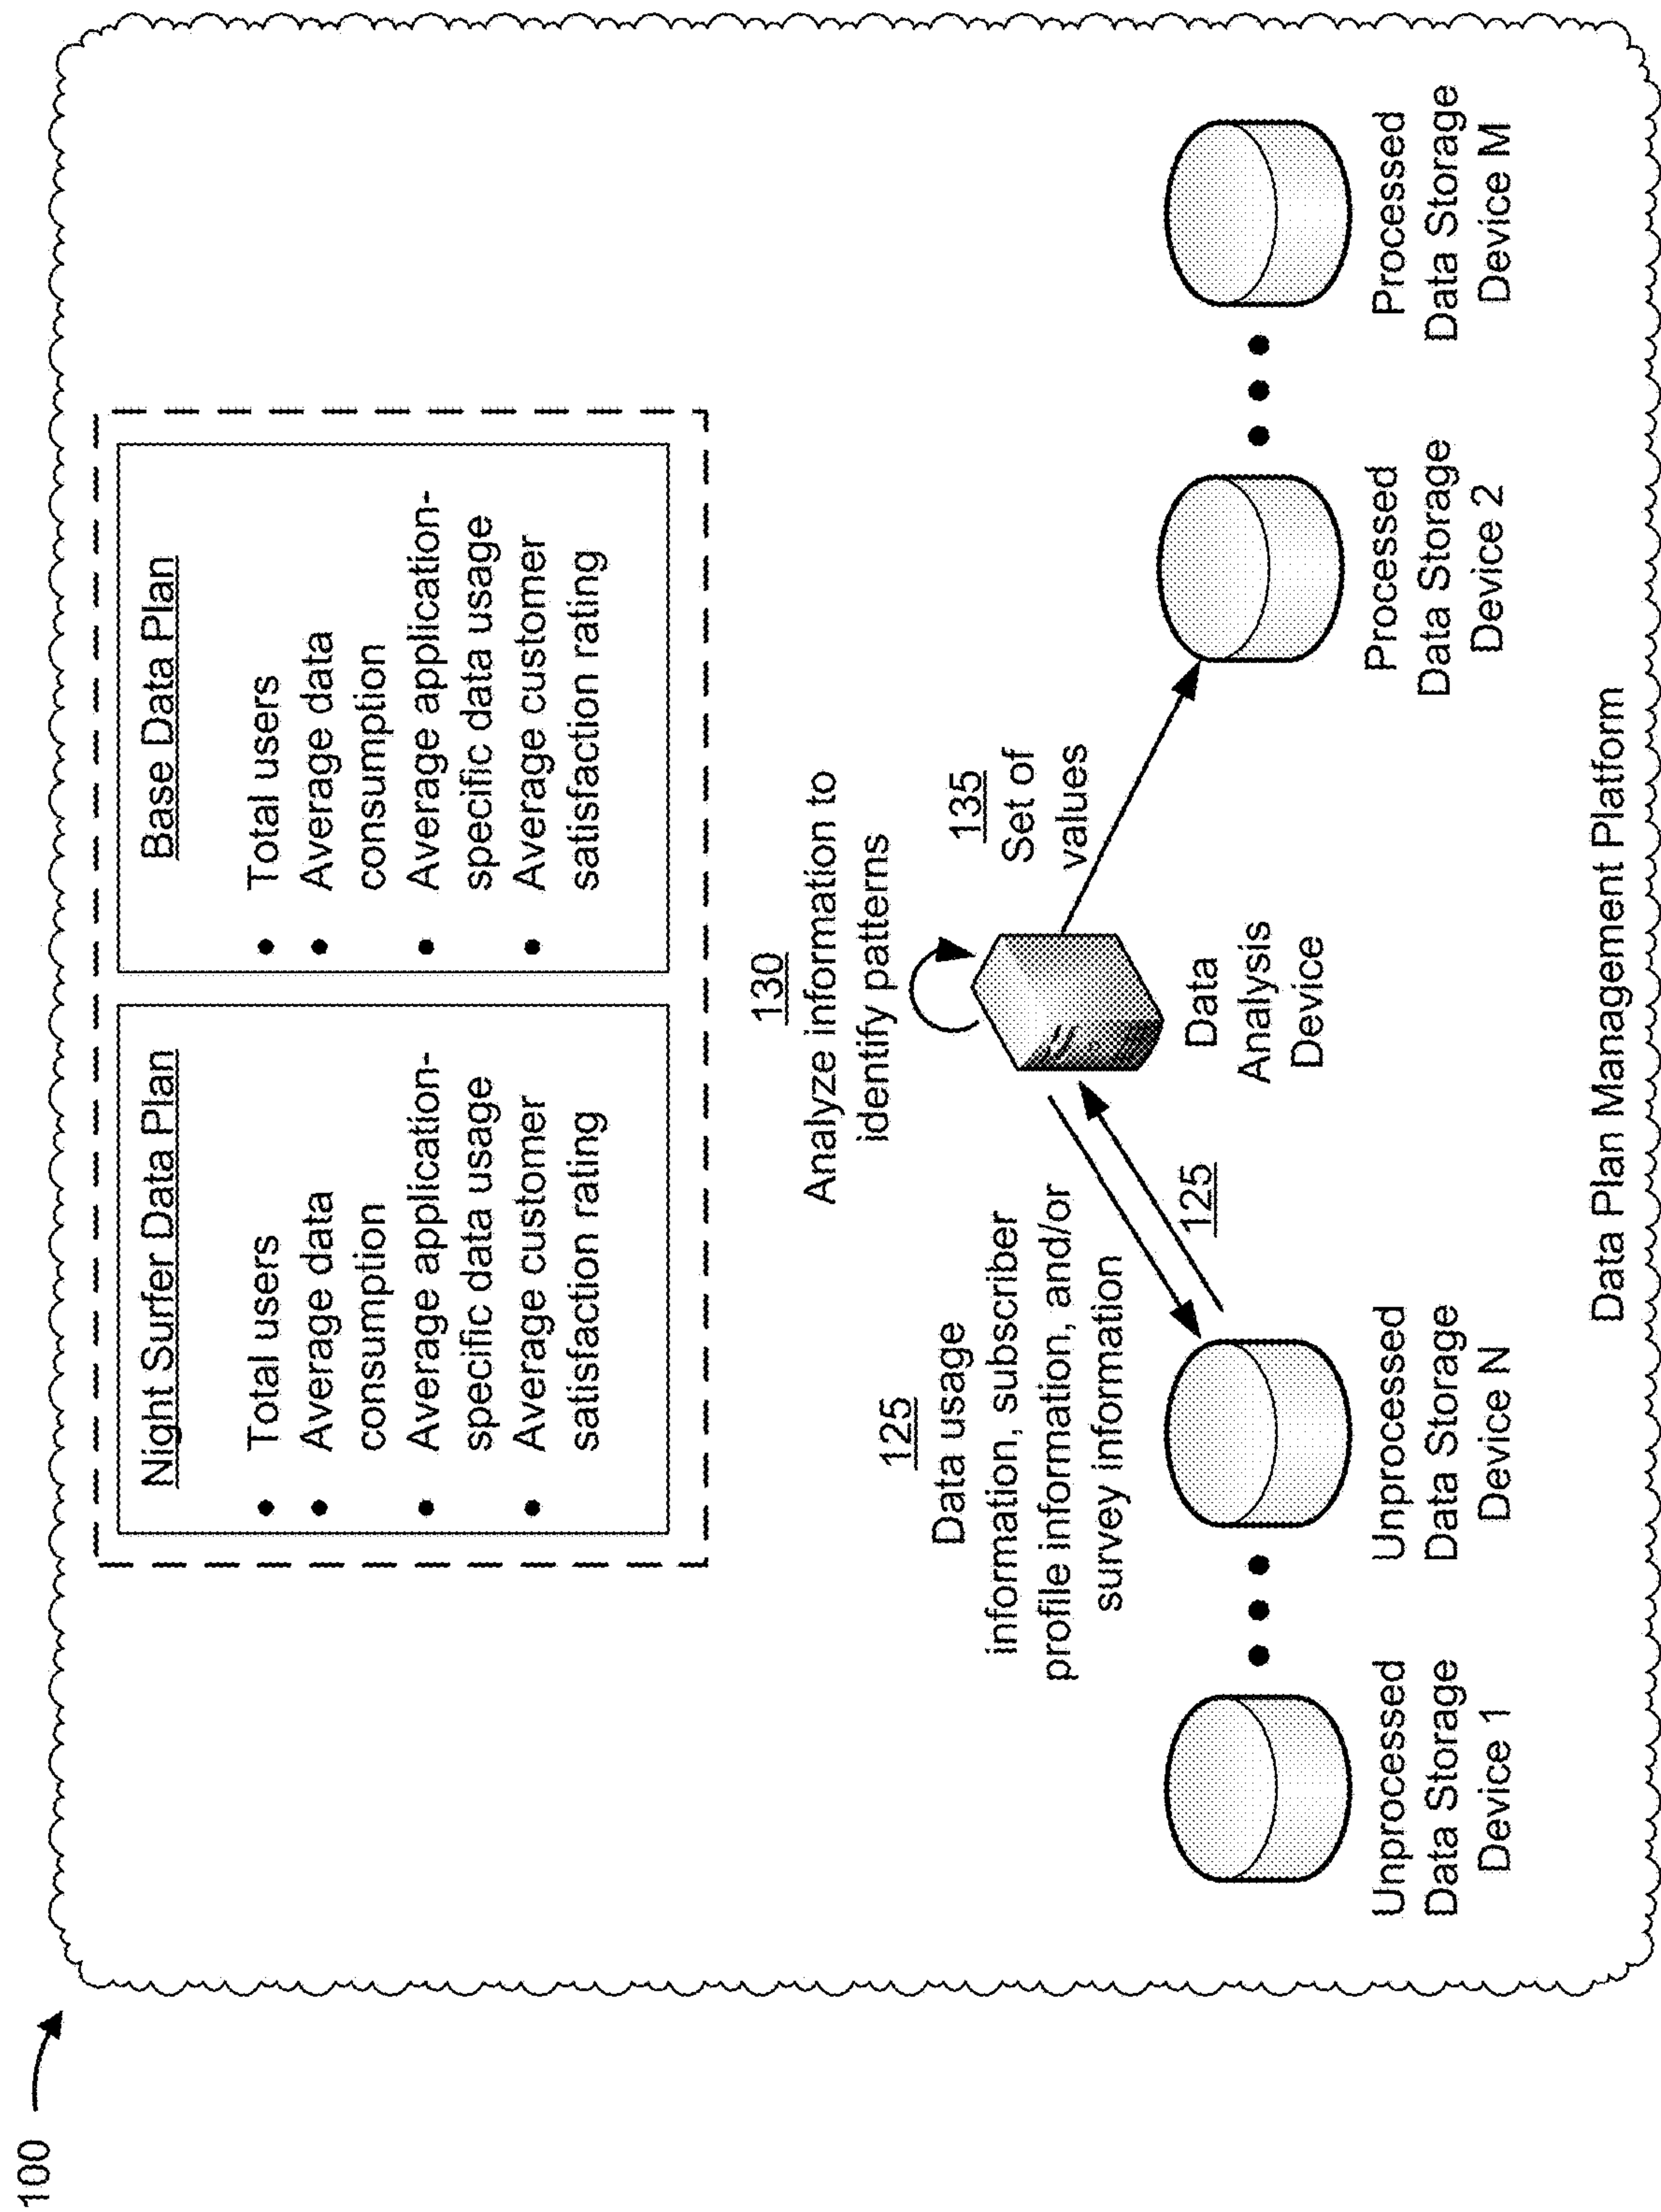 100
Night Surfer Data Plan
• Total users
• Average data
consumption
• Average application-
specific data usage
• Average customer
satisfaction rating
Base Data Plan
• Total users
• Average data
consumption
• Average application-
specific data usage
• Average customer
satisfaction rating
130
Analyze information to
identify patterns
125
Data usage
information, subscriber
profile information, and/or
survey information
125
135
Set of
values
Data
Analysis
Device
Unprocessed
Data Storage
Device 1
Unprocessed
Data Storage
Device N
Processed
Data Storage
Device 2
Processed
Data Storage
Device M
Data Plan Management Platform